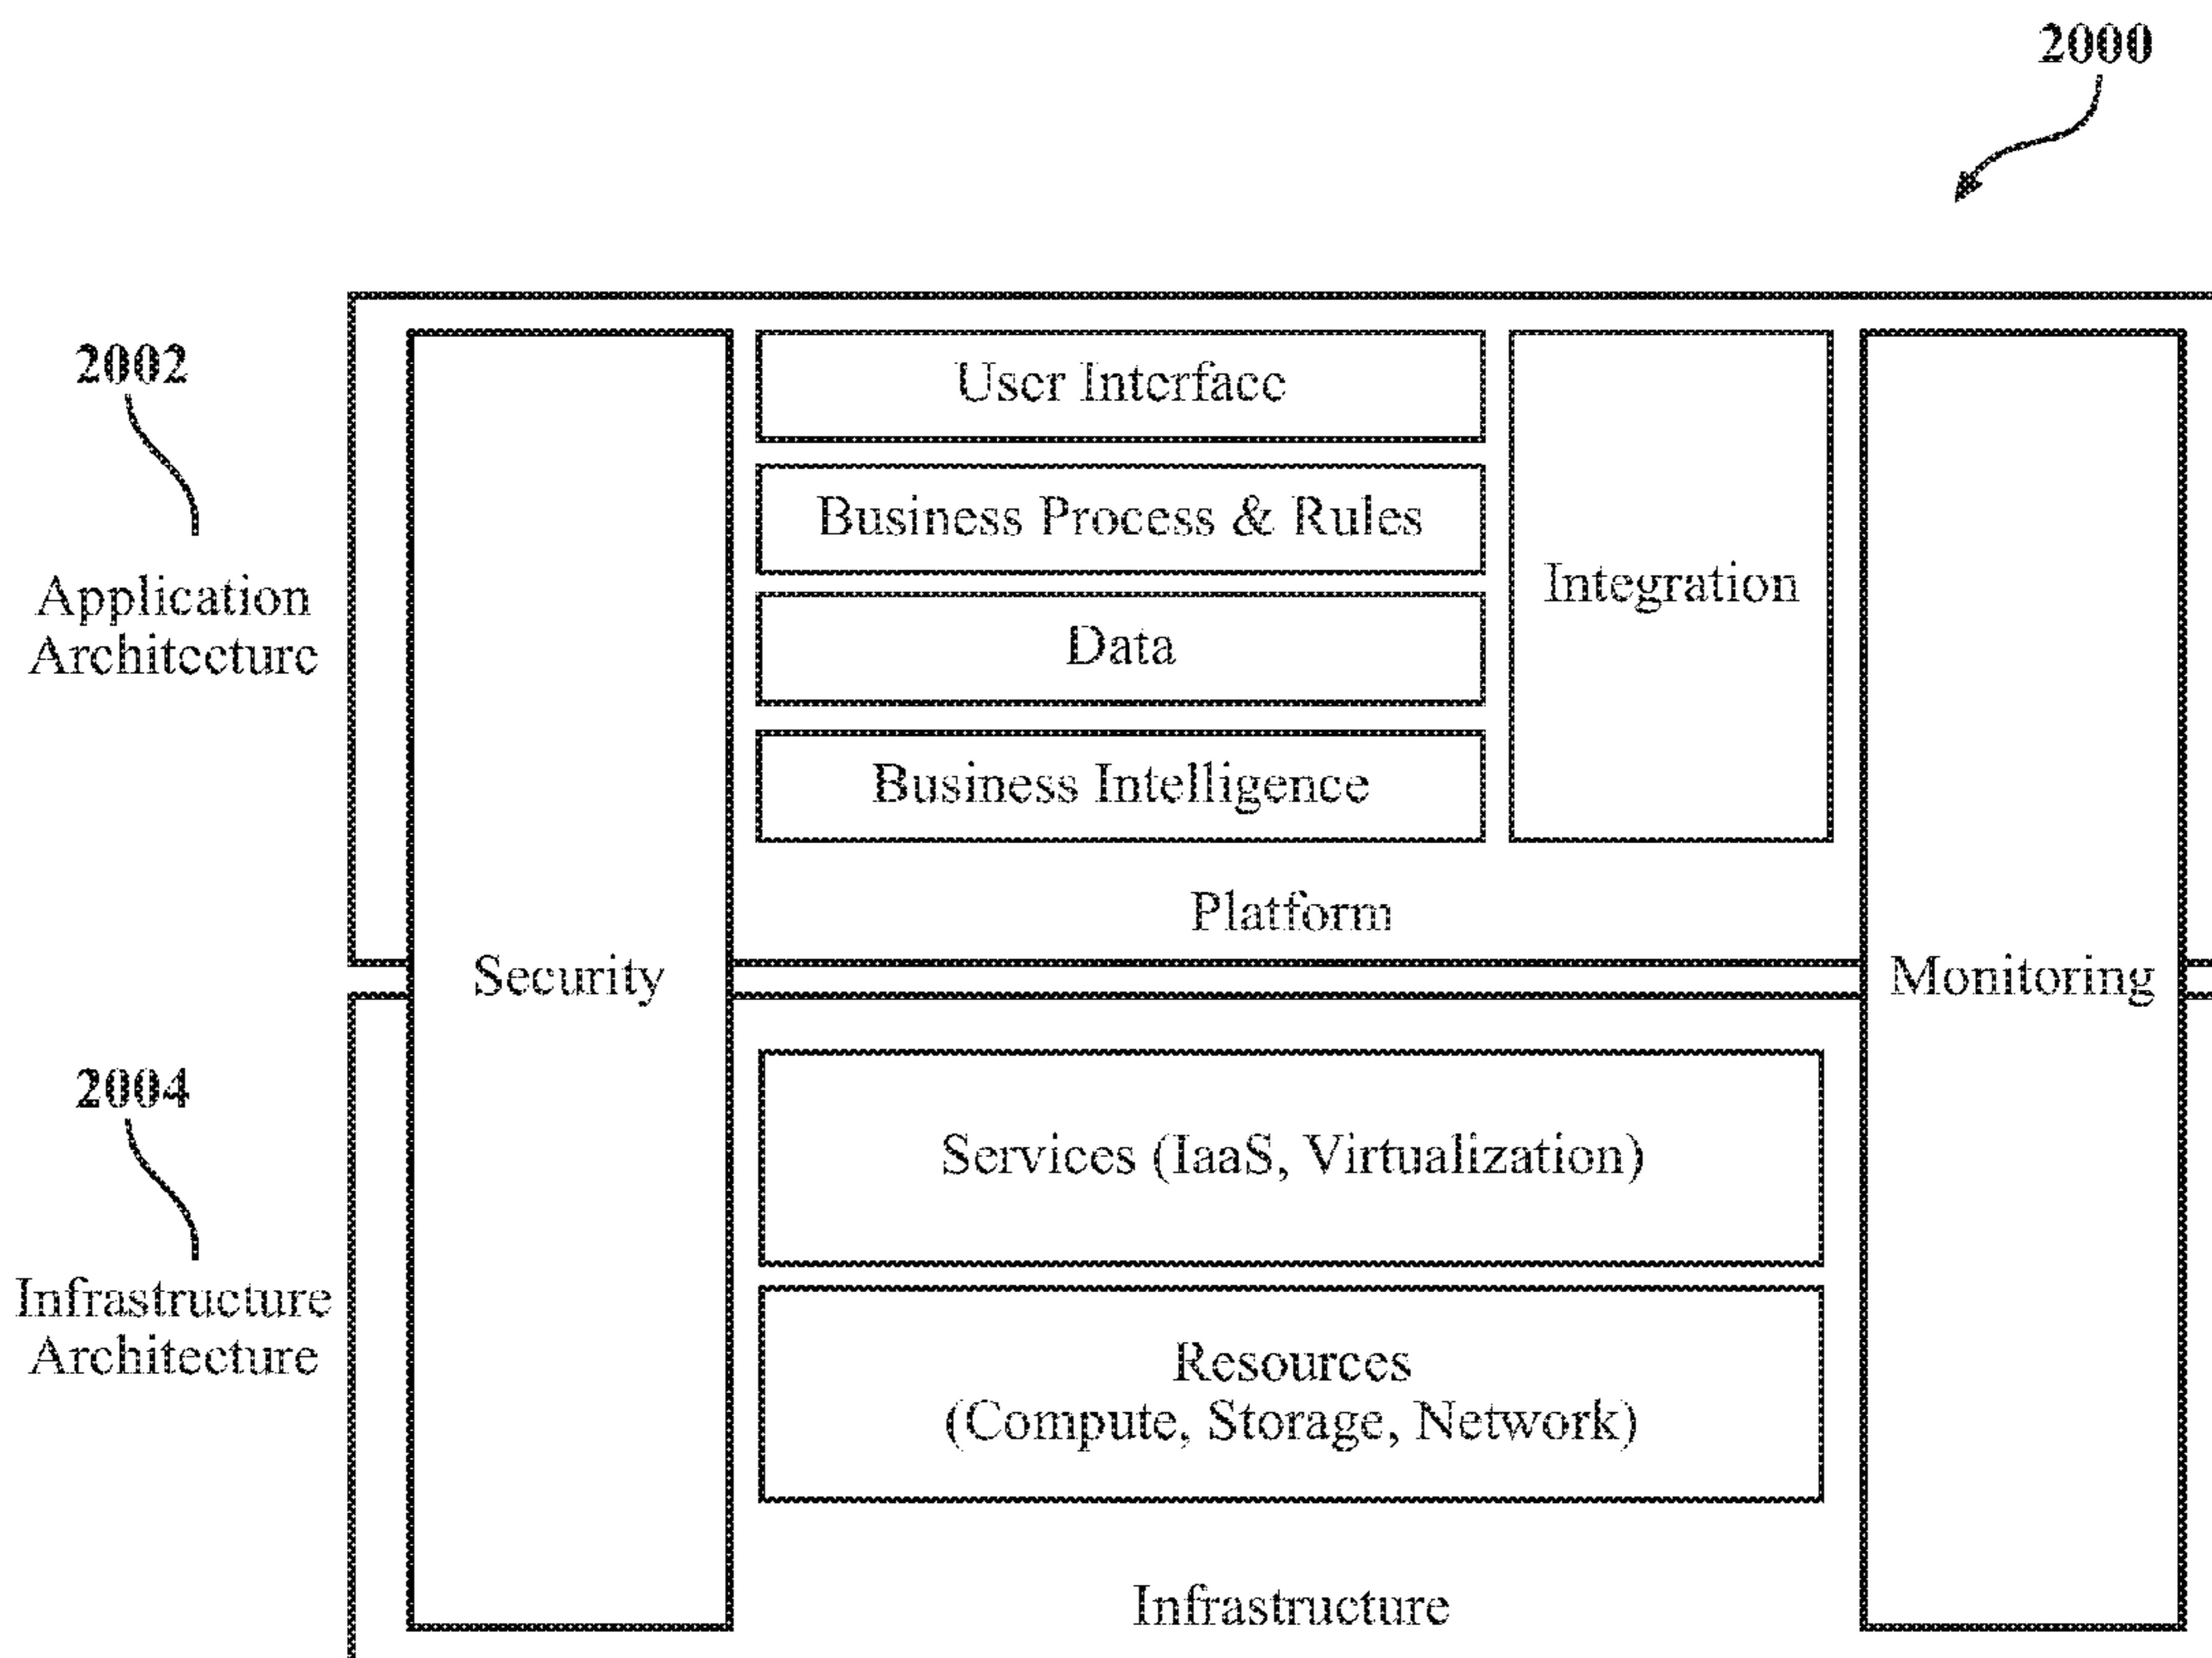 2000
2002
Application
Architecture
User Interface
Business Process & Rules
Data
Business Intelligence
Integration
Platform
Security
Monitoring
2004
Infrastructure
Architecture
Services (IaaS, Virtualization)
Resources
(Compute, Storage, Network)
Infrastructure